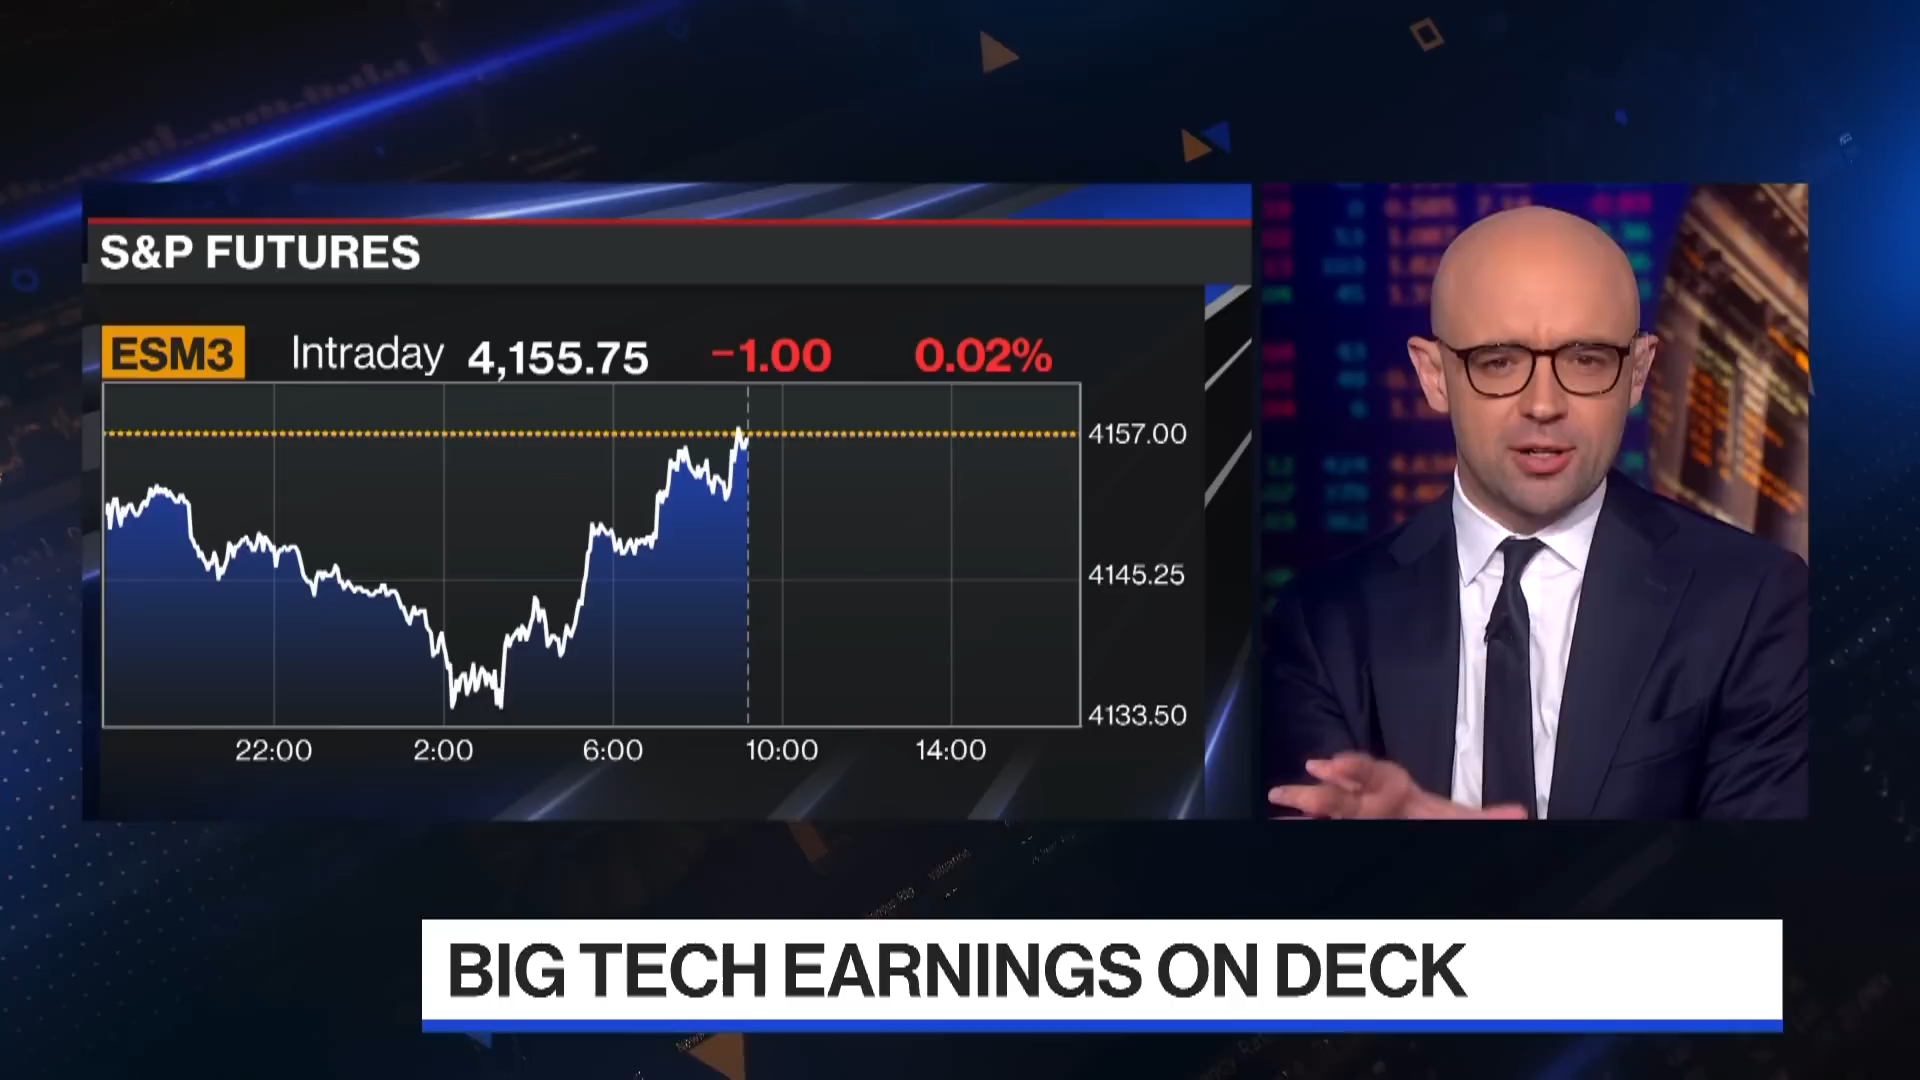 S&P FUTURES
ESM3 Intraday 4,155.75 −1.00 0.02%
4157.00
4145.25
4133.50
22:00 2:00 6:00 10:00 14:00
BIG TECH EARNINGS ON DECK